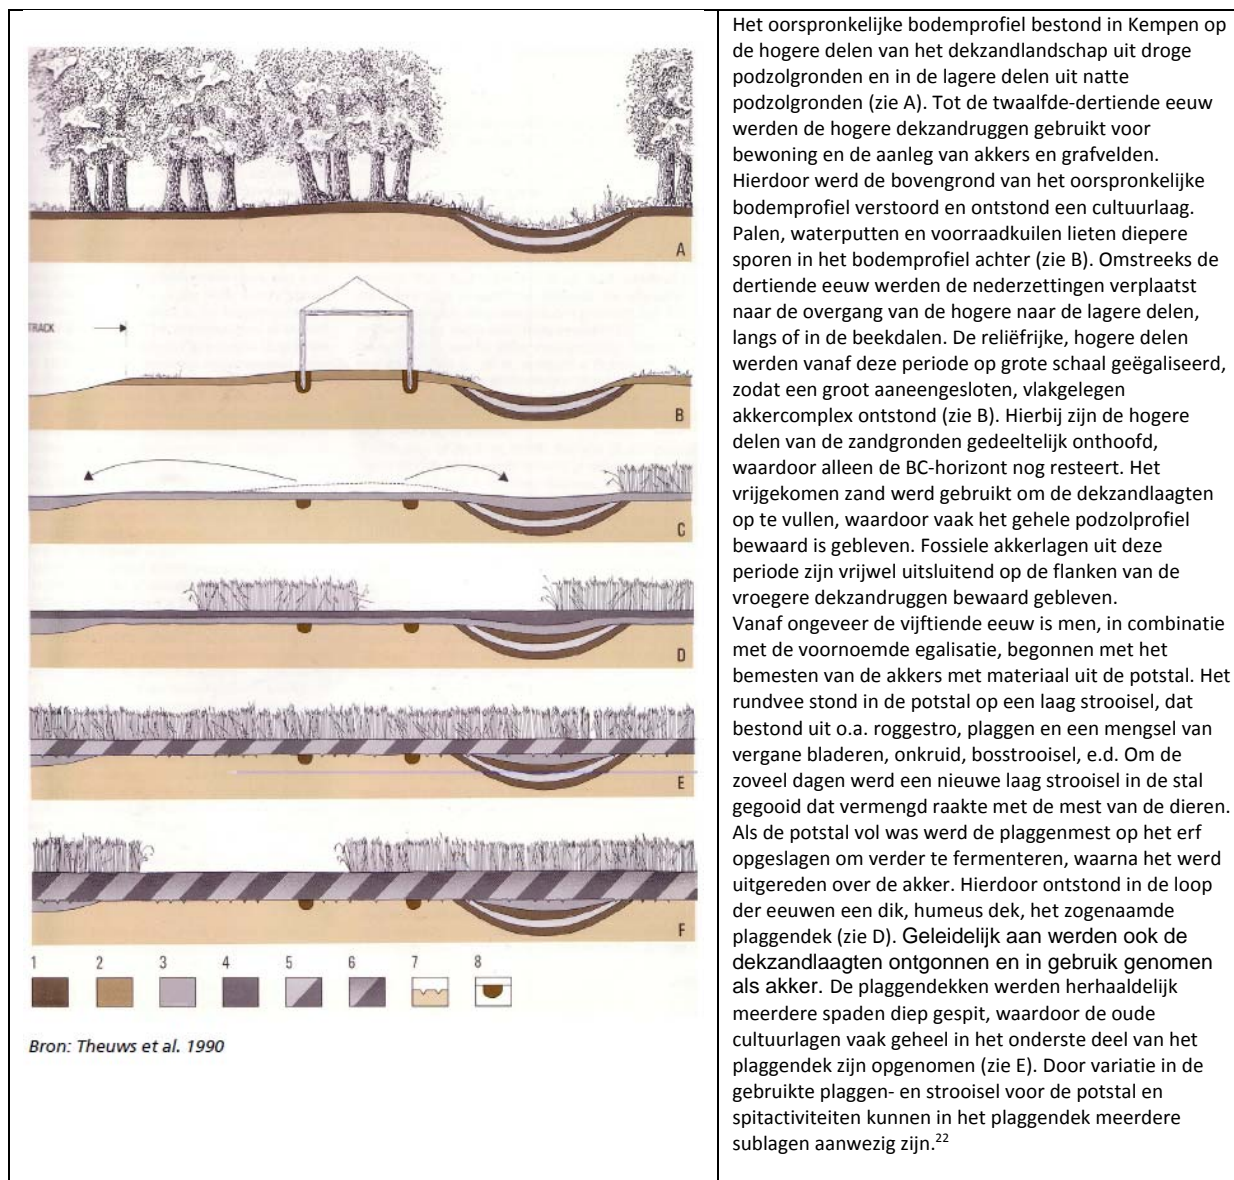 A
TRACK
B
C
D
E
F
1 2 3 4 5 6 7 8
Bron: Theuws et al. 1990
Het oorspronkelijke bodemprofiel bestond in Kempen op
de hogere delen van het dekzandlandschap uit droge
podzolgronden en in de lagere delen uit natte
podzolgronden (zie A). Tot de twaalfde-dertiende eeuw
werden de hogere dekzandruggen gebruikt voor
bewoning en de aanleg van akkers en grafvelden.
Hierdoor werd de bovengrond van het oorspronkelijke
bodemprofiel verstoord en ontstond een cultuurlaag.
Palen, waterputten en voorraadkuilen lieten diepere
sporen in het bodemprofiel achter (zie B). Omstreeks de
dertiende eeuw werden de nederzettingen verplaatst
naar de overgang van de hogere naar de lagere delen,
langs of in de beekdalen. De reliëfrijke, hogere delen
werden vanaf deze periode op grote schaal geëgaliseerd,
zodat een groot aaneengesloten, vlakgelegen
akkercomplex ontstond (zie B). Hierbij zijn de hogere
delen van de zandgronden gedeeltelijk onthoofd,
waardoor alleen de BC-horizont nog resteert. Het
vrijgekomen zand werd gebruikt om de dekzandlaagten
op te vullen, waardoor vaak het gehele podzolprofiel
bewaard is gebleven. Fossiele akkerlagen uit deze
periode zijn vrijwel uitsluitend op de flanken van de
vroegere dekzandruggen bewaard gebleven.
Vanaf ongeveer de vijftiende eeuw is men, in combinatie
met de voornoemde egalisatie, begonnen met het
bemesten van de akkers met materiaal uit de potstal. Het
rundvee stond in de potstal op een laag strooisel, dat
bestond uit o.a. roggestro, plaggen en een mengsel van
vergane bladeren, onkruid, bosstrooisel, e.d. Om de
zoveel dagen werd een nieuwe laag strooisel in de stal
gegooid dat vermengd raakte met de mest van de dieren.
Als de potstal vol was werd de plaggenmest op het erf
opgeslagen om verder te fermenteren, waarna het werd
uitgereden over de akker. Hierdoor ontstond in de loop
der eeuwen een dik, humeus dek, het zogenaamde
plaggendek (zie D). Geleidelijk aan werden ook de
dekzandlaagten ontgonnen en in gebruik genomen
als akker. De plaggendekken werden herhaaldelijk
meerdere spaden diep gespit, waardoor de oude
cultuurlagen vaak geheel in het onderste deel van het
plaggendek zijn opgenomen (zie E). Door variatie in de
gebruikte plaggen- en strooisel voor de potstal en
spitactiviteiten kunnen in het plaggendek meerdere
sublagen aanwezig zijn.22